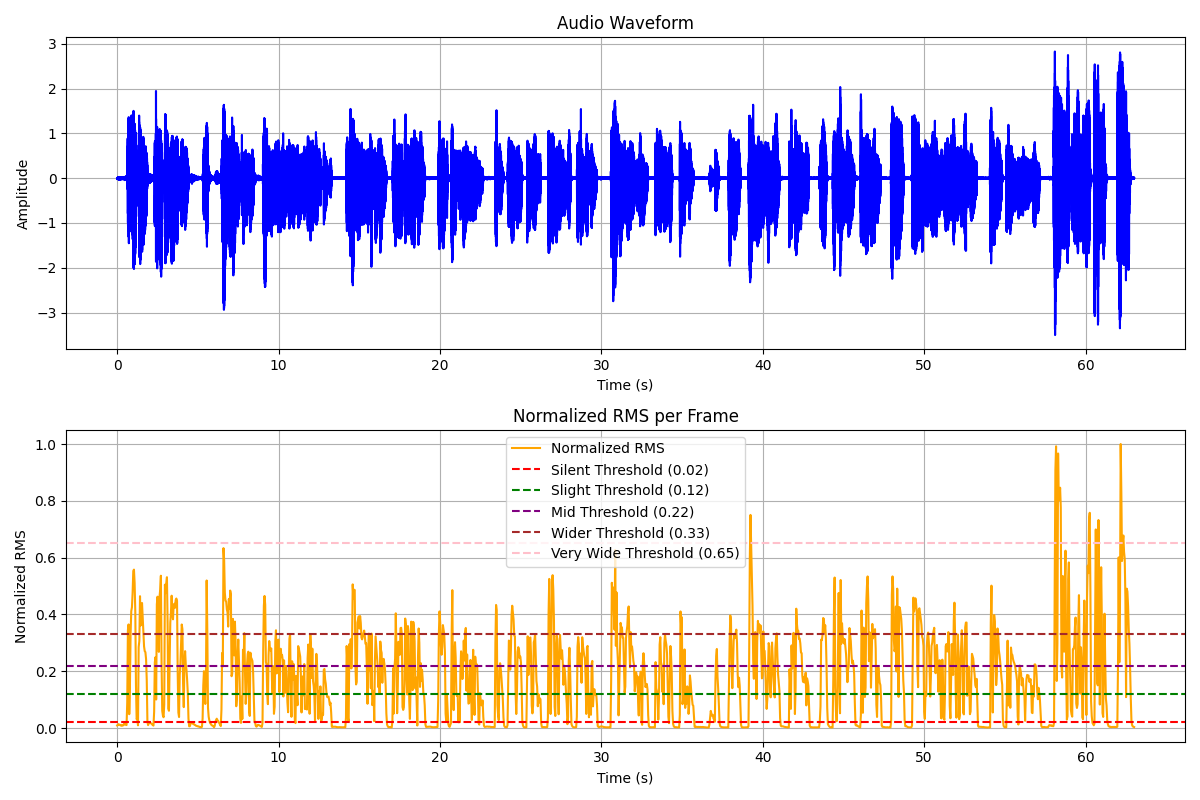 Audio Waveform
3
2
1
0
−1
−2
−3
Amplitude
0 10 20 30 40 50 60
Time (s)
Normalized RMS per Frame
1.0
0.8
0.6
0.4
0.2
0.0
Normalized RMS
Normalized RMS
Silent Threshold (0.02)
Slight Threshold (0.12)
Mid Threshold (0.22)
Wider Threshold (0.33)
Very Wide Threshold (0.65)
0 10 20 30 40 50 60
Time (s)